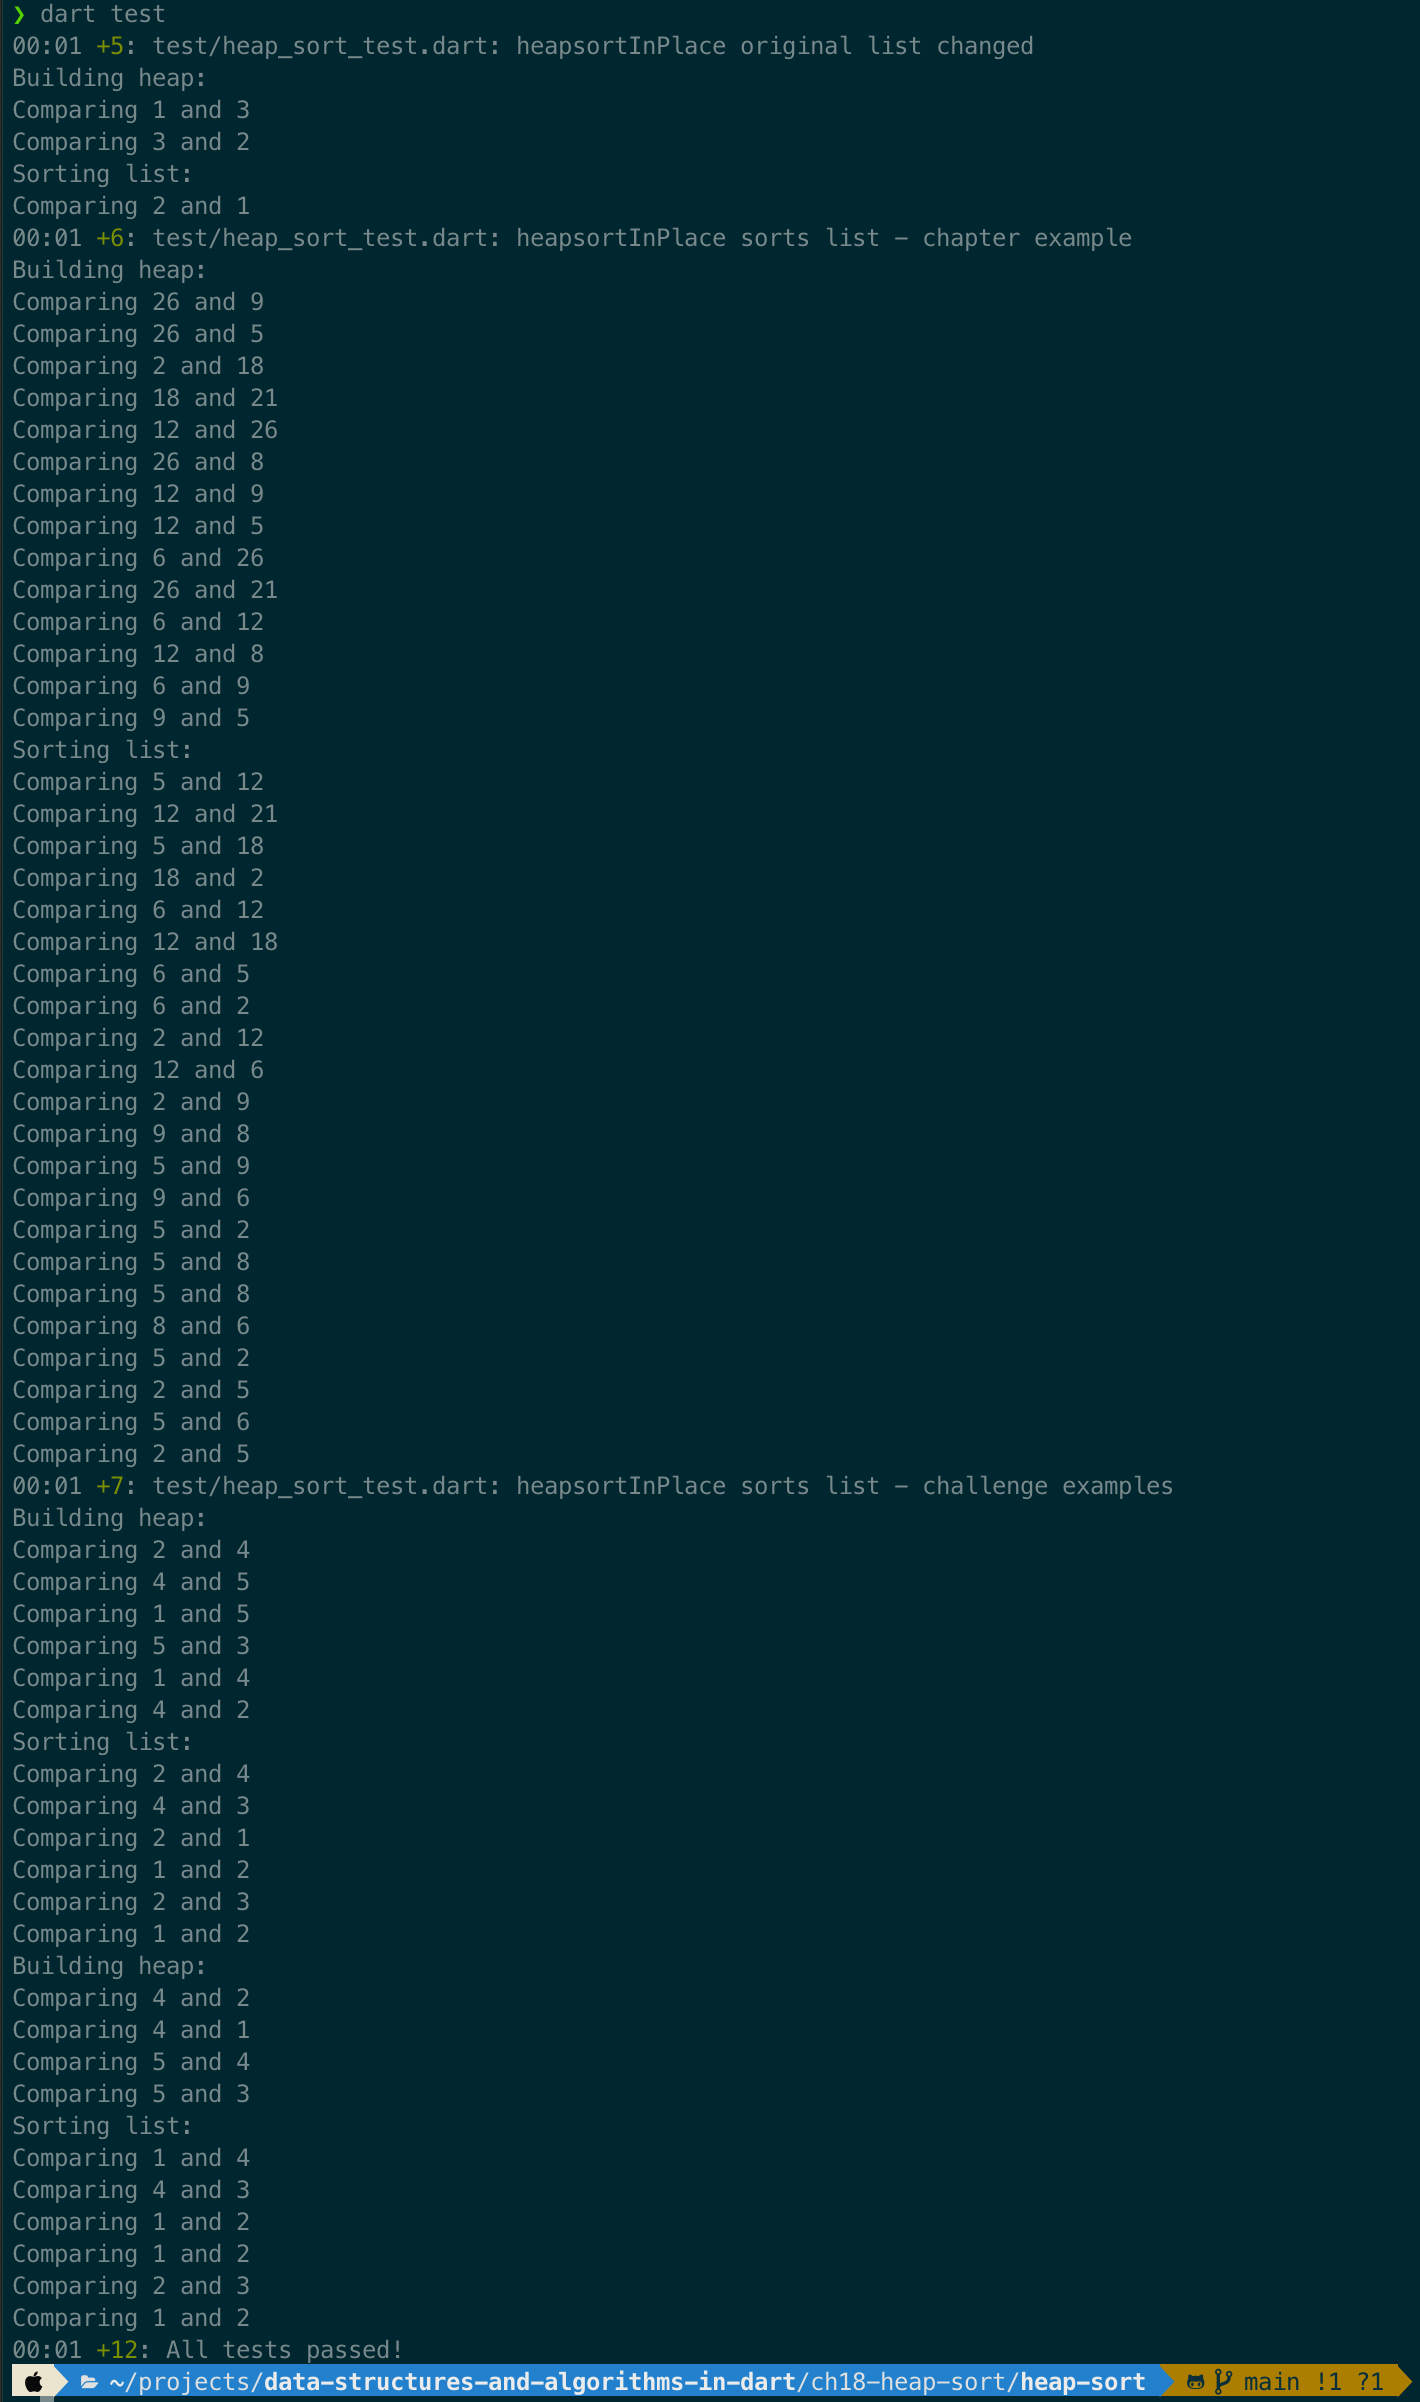 ❯ dart test
00:01 +5: test/heap_sort_test.dart: heapsortInPlace original list changed
Building heap:
Comparing 1 and 3
Comparing 3 and 2
Sorting list:
Comparing 2 and 1
00:01 +6: test/heap_sort_test.dart: heapsortInPlace sorts list – chapter example
Building heap:
Comparing 26 and 9
Comparing 26 and 5
Comparing 2 and 18
Comparing 18 and 21
Comparing 12 and 26
Comparing 26 and 8
Comparing 12 and 9
Comparing 12 and 5
Comparing 6 and 26
Comparing 26 and 21
Comparing 6 and 12
Comparing 12 and 8
Comparing 6 and 9
Comparing 9 and 5
Sorting list:
Comparing 5 and 12
Comparing 12 and 21
Comparing 5 and 18
Comparing 18 and 2
Comparing 6 and 12
Comparing 12 and 18
Comparing 6 and 5
Comparing 6 and 2
Comparing 2 and 12
Comparing 12 and 6
Comparing 2 and 9
Comparing 9 and 8
Comparing 5 and 9
Comparing 9 and 6
Comparing 5 and 2
Comparing 5 and 8
Comparing 5 and 8
Comparing 8 and 6
Comparing 5 and 2
Comparing 2 and 5
Comparing 5 and 6
Comparing 2 and 5
00:01 +7: test/heap_sort_test.dart: heapsortInPlace sorts list – challenge examples
Building heap:
Comparing 2 and 4
Comparing 4 and 5
Comparing 1 and 5
Comparing 5 and 3
Comparing 1 and 4
Comparing 4 and 2
Sorting list:
Comparing 2 and 4
Comparing 4 and 3
Comparing 2 and 1
Comparing 1 and 2
Comparing 2 and 3
Comparing 1 and 2
Building heap:
Comparing 4 and 2
Comparing 4 and 1
Comparing 5 and 4
Comparing 5 and 3
Sorting list:
Comparing 1 and 4
Comparing 4 and 3
Comparing 1 and 2
Comparing 1 and 2
Comparing 2 and 3
Comparing 1 and 2
00:01 +12: All tests passed!
~/projects/data-structures-and-algorithms-in-dart/ch18-heap-sort/heap-sort main !1 ?1